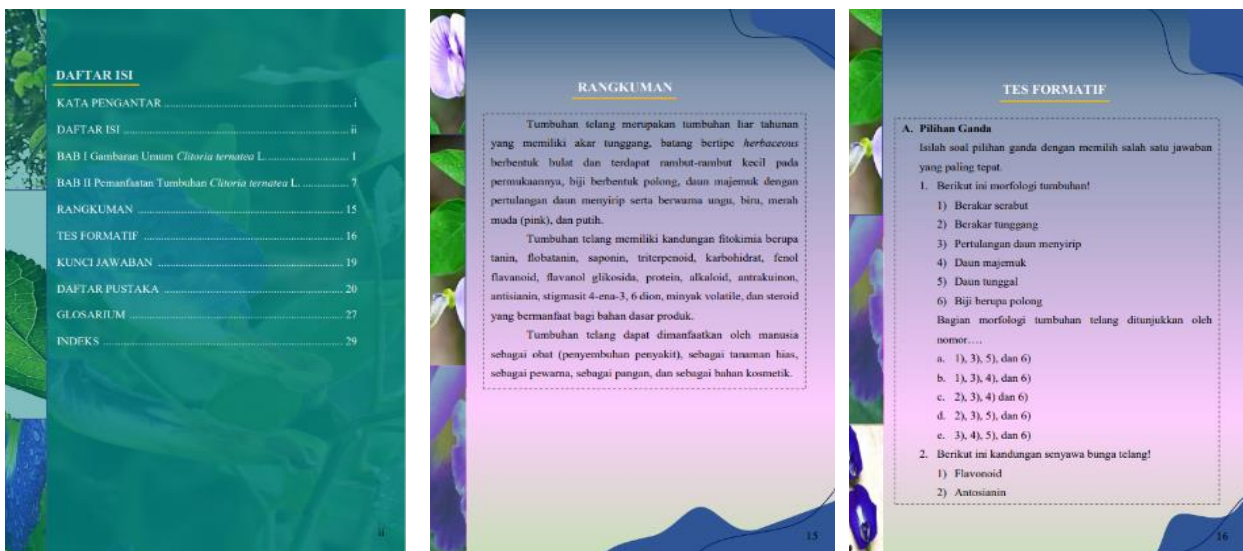 DAFTAR ISI
KATA PENGANTAR ........................................................ i
DAFTAR ISI ........................................................ ii
BAB I Gambaran Umum Clitoria ternatea L. ........................... 1
BAB II Pemanfaatan Tumbuhan Clitoria ternatea L. ................ 7
RANGKUMAN ........................................................ 15
TES FORMATIF ........................................................ 16
KUNCI JAWABAN ........................................................ 19
DAFTAR PUSTAKA ........................................................ 20
GLOSARIUM ........................................................ 27
INDEKS ........................................................ 29
ii
RANGKUMAN
Tumbuhan telang merupakan tumbuhan liar tahunan
yang memiliki akar tunggang, batang bertipe herbaceous
berbentuk bulat dan terdapat rambut-rambut kecil pada
permukaannya, biji berbentuk polong, daun majemuk dengan
pertulangan daun menyirip serta berwarna ungu, biru, merah
muda (pink), dan putih.
Tumbuhan telang memiliki kandungan fitokimia berupa
tanin, flobatanin, saponin, triterpenoid, karbohidrat, fenol
flavanoid, flavanol glikosida, protein, alkaloid, antrakuinon,
antisianin, stigmasit 4-ena-3, 6 dion, minyak volatile, dan steroid
yang bermanfaat bagi bahan dasar produk.
Tumbuhan telang dapat dimanfaatkan oleh manusia
sebagai obat (penyembuhan penyakit), sebagai tanaman hias,
sebagai pewarna, sebagai pangan, dan sebagai bahan kosmetik.
15
TES FORMATIF
A. Pilihan Ganda
Isilah soal pilihan ganda dengan memilih salah satu jawaban
yang paling tepat.
1. Berikut ini morfologi tumbuhan!
1) Berakar serabut
2) Berakar tunggang
3) Pertulangan daun menyirip
4) Daun majemuk
5) Daun tunggal
6) Biji berupa polong
Bagian morfologi tumbuhan telang ditunjukkan oleh
nomor....
a. 1), 3), 5), dan 6)
b. 1), 3), 4), dan 6)
c. 2), 3), 4) dan 6)
d. 2), 3), 5), dan 6)
e. 3), 4), 5), dan 6)
2. Berikut ini kandungan senyawa bunga telang!
1) Flavonoid
2) Antosianin
16